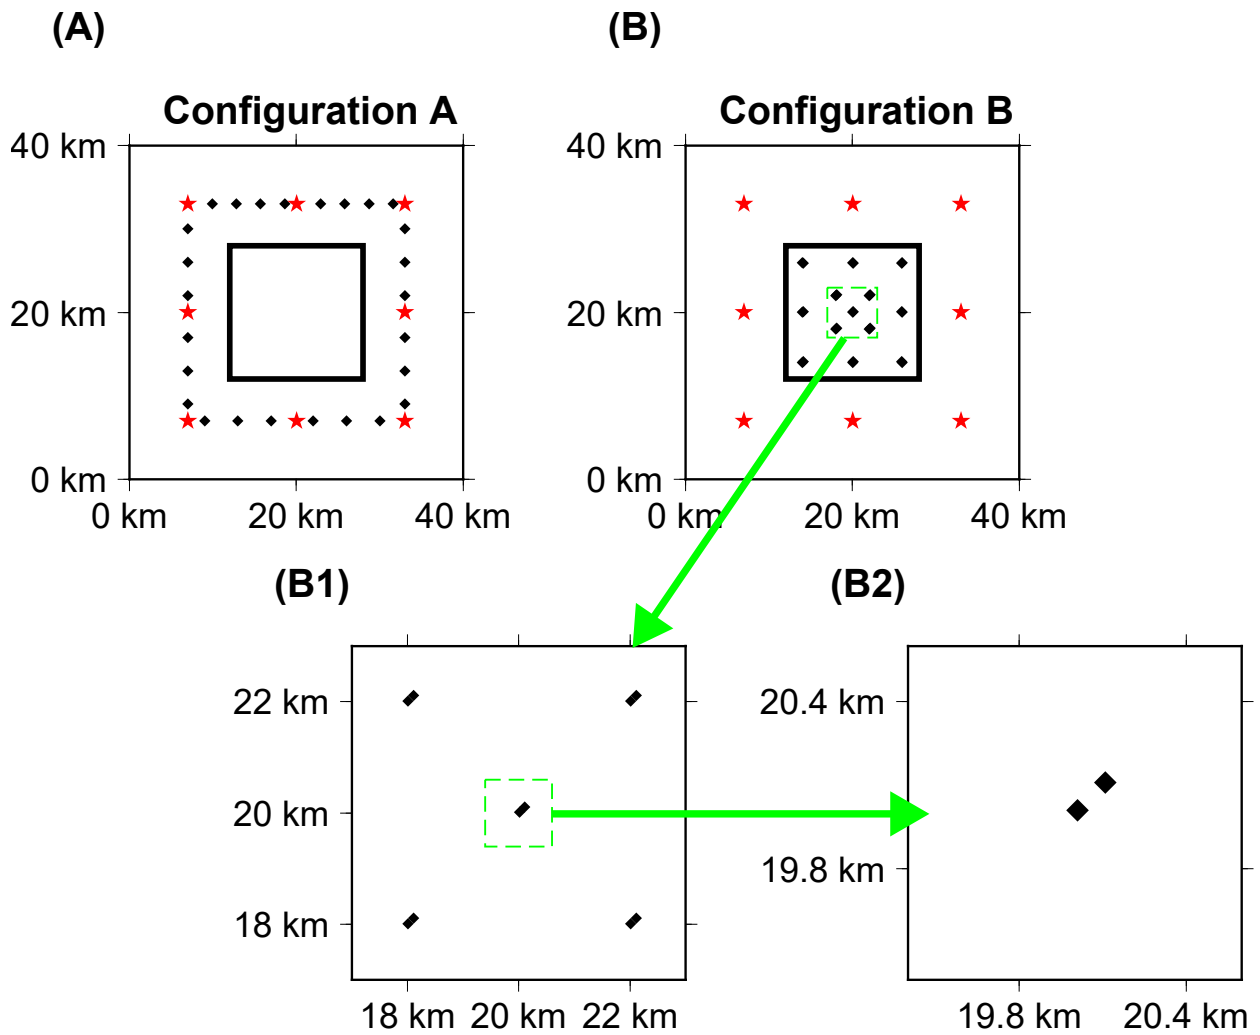 (A)
(B)
Configuration A
Configuration B
40 km
20 km
0 km
0 km 20 km 40 km
40 km
20 km
0 km
0 km 20 km 40 km
(B1)
(B2)
22 km
20 km
18 km
18 km 20 km 22 km
20.4 km
19.8 km
19.8 km 20.4 km